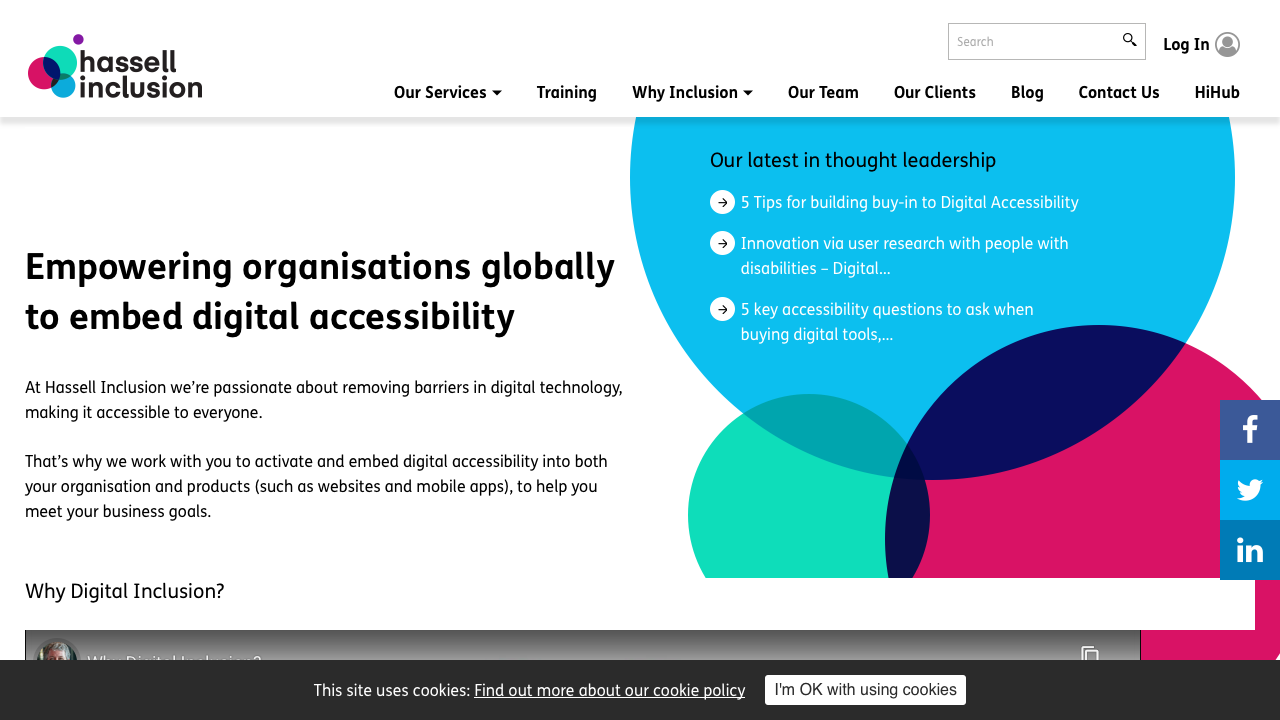 hassell
inclusion
Search
Log In
Our Services
Training
Why Inclusion
Our Team
Our Clients
Blog
Contact Us
HiHub
Our latest in thought leadership
5 Tips for building buy-in to Digital Accessibility
Innovation via user research with people with
disabilities – Digital...
5 key accessibility questions to ask when
buying digital tools,...
Empowering organisations globally
to embed digital accessibility
At Hassell Inclusion we’re passionate about removing barriers in digital technology,
making it accessible to everyone.
That’s why we work with you to activate and embed digital accessibility into both
your organisation and products (such as websites and mobile apps), to help you
meet your business goals.
Why Digital Inclusion?
Why Digital Inclusion?
This site uses cookies: Find out more about our cookie policy
I'm OK with using cookies